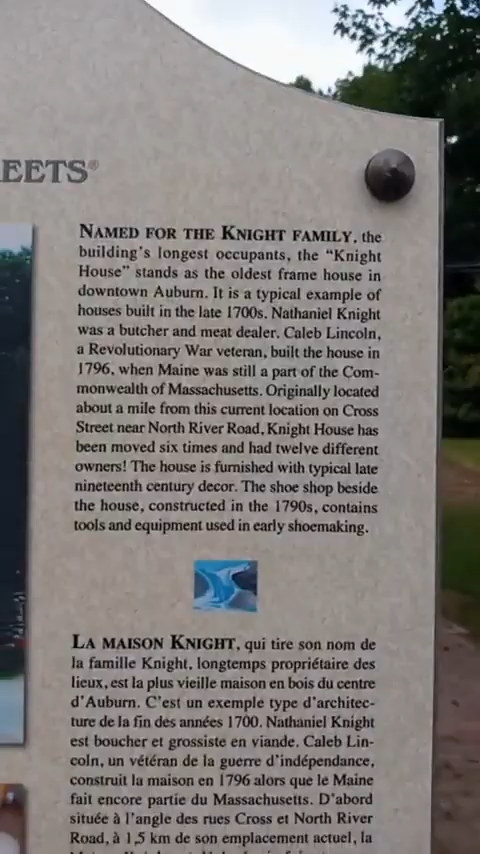 EETS®
NAMED FOR THE KNIGHT FAMILY, the
building's longest occupants, the “Knight
House” stands as the oldest frame house in
downtown Auburn. It is a typical example of
houses built in the late 1700s. Nathaniel Knight
was a butcher and meat dealer. Caleb Lincoln,
a Revolutionary War veteran, built the house in
1796, when Maine was still a part of the Com-
monwealth of Massachusetts. Originally located
about a mile from this current location on Cross
Street near North River Road, Knight House has
been moved six times and had twelve different
owners! The house is furnished with typical late
nineteenth century decor. The shoe shop beside
the house, constructed in the 1790s, contains
tools and equipment used in early shoemaking.
LA MAISON KNIGHT, qui tire son nom de
la famille Knight, longtemps propriétaire des
lieux, est la plus vieille maison en bois du centre
d'Auburn. C'est un exemple type d'architec-
ture de la fin des années 1700. Nathaniel Knight
est boucher et grossiste en viande. Caleb Lin-
coln, un vétéran de la guerre d'indépendance,
construit la maison en 1796 alors que le Maine
fait encore partie du Massachusetts. D'abord
située à l'angle des rues Cross et North River
Road, à 1,5 km de son emplacement actuel, la